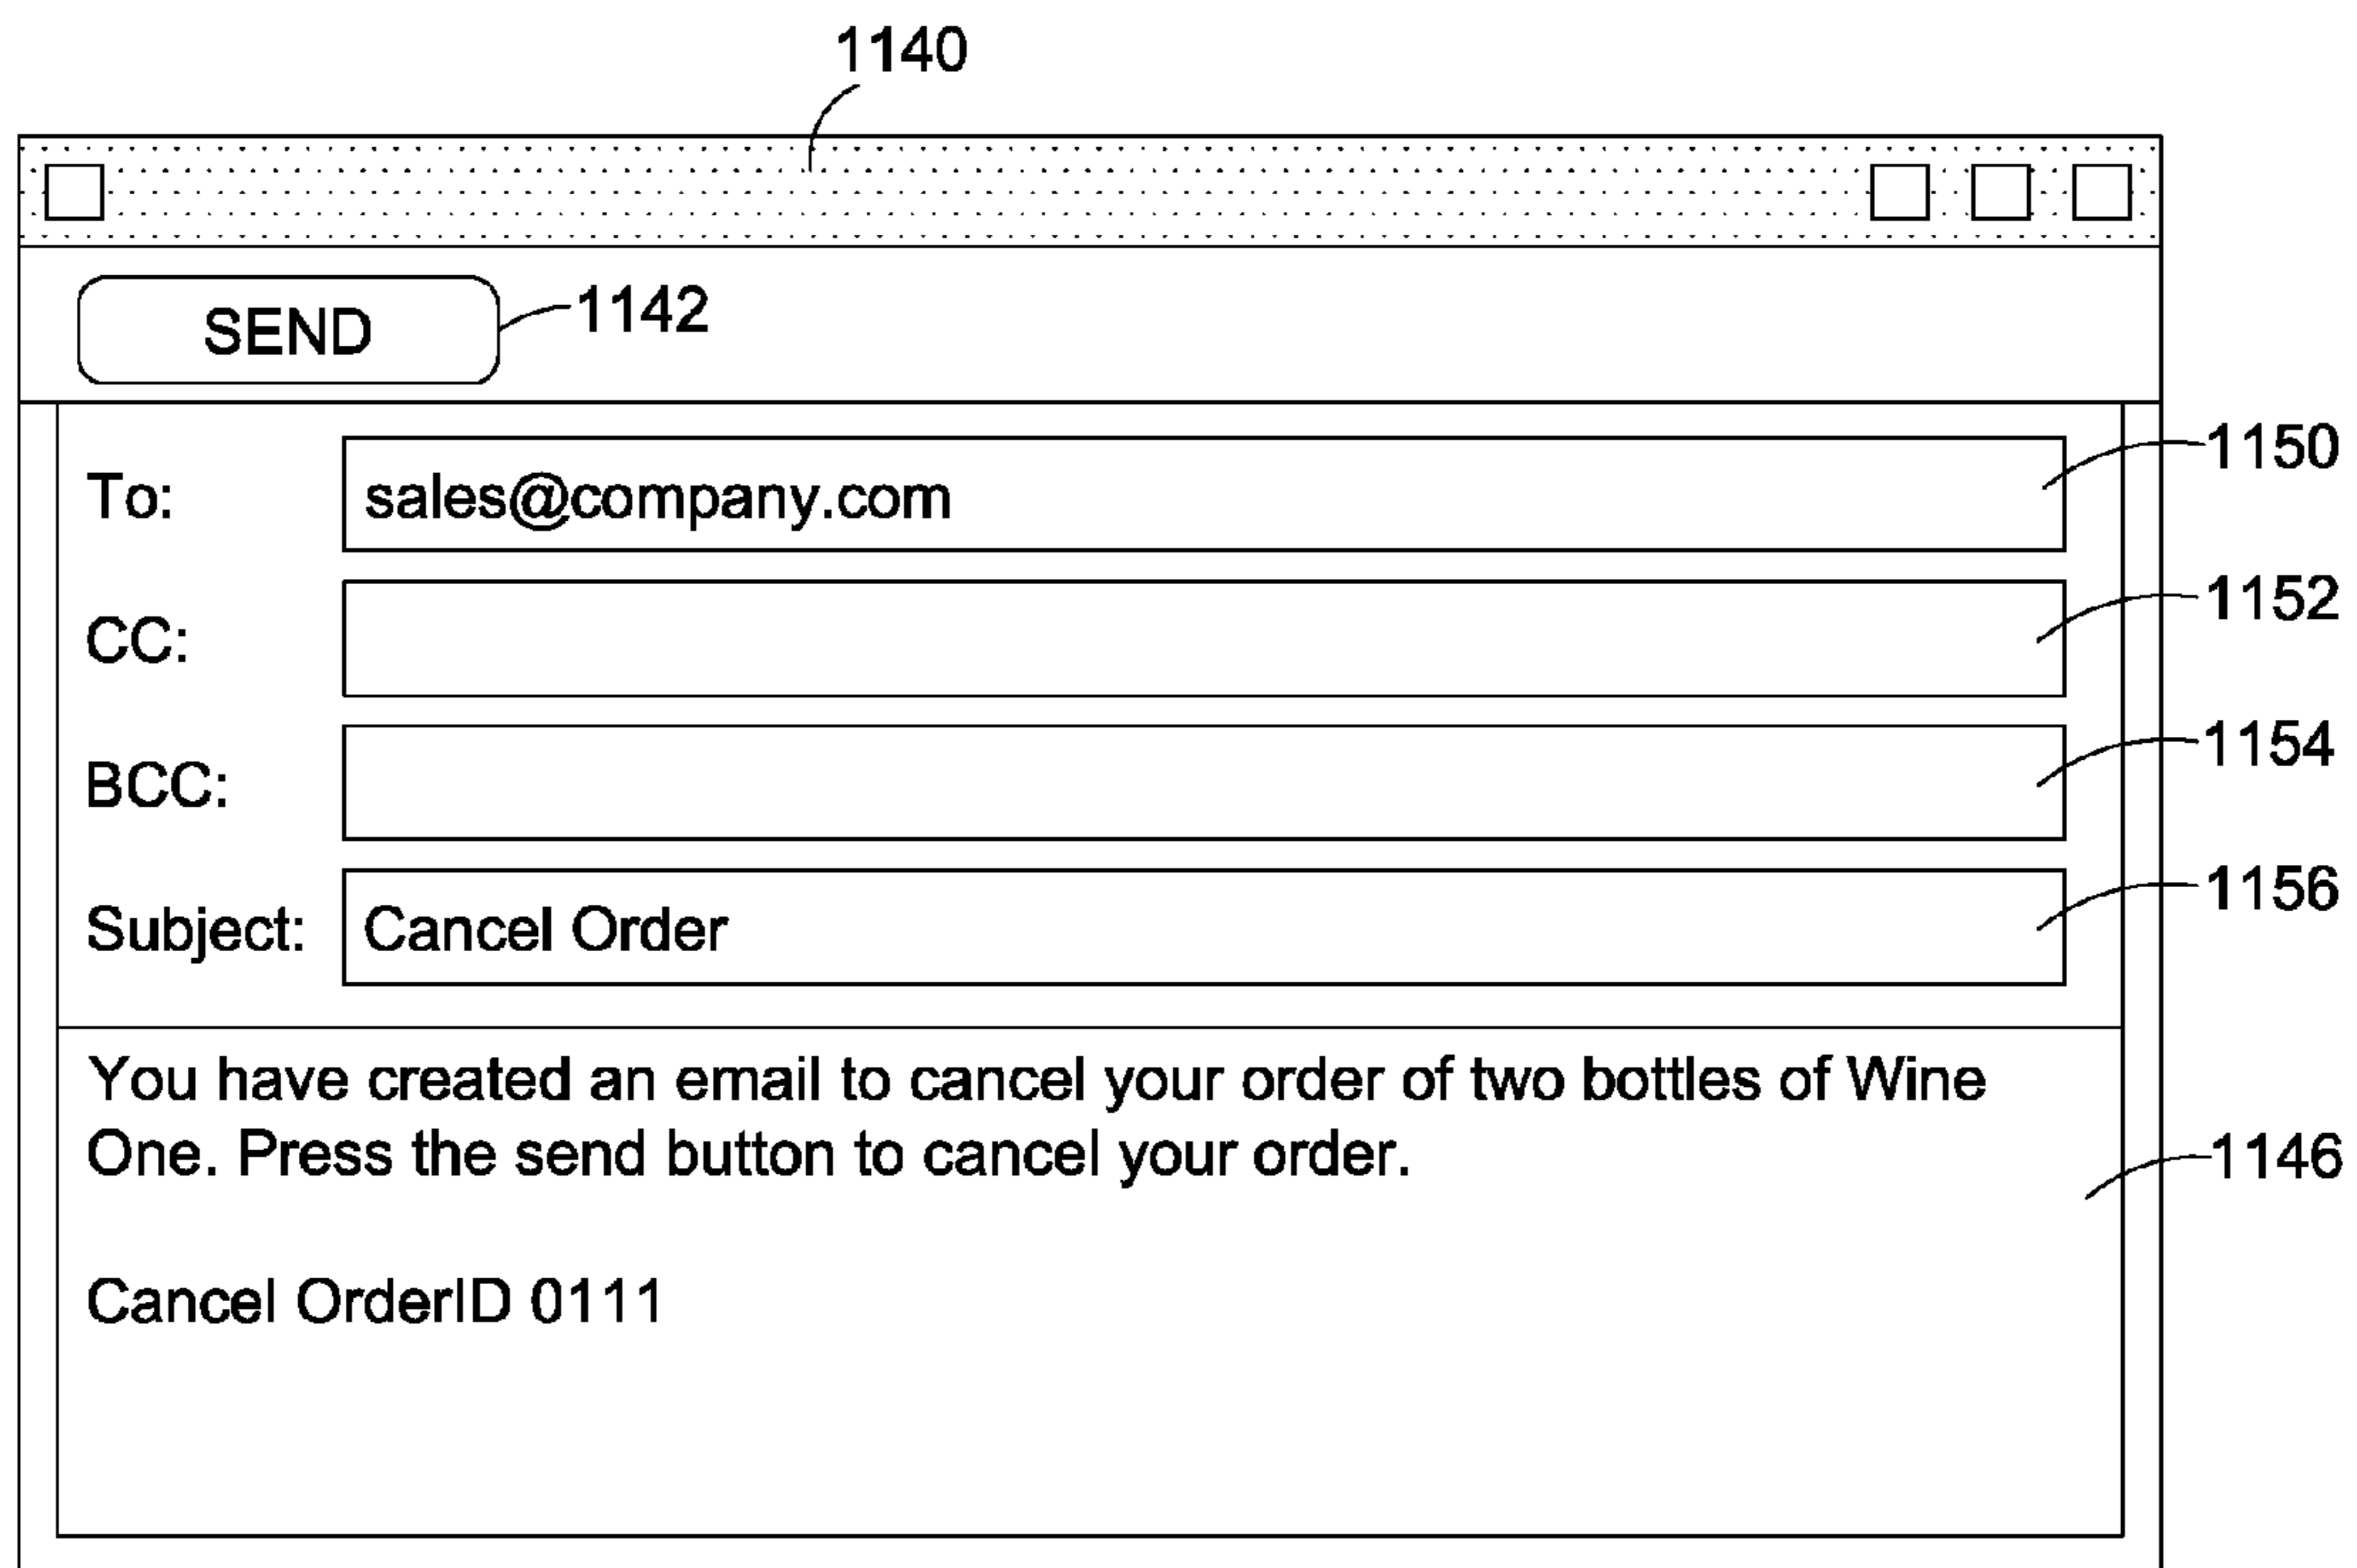 1140
SEND
1142
To: sales@company.com
1150
CC:
1152
BCC:
1154
Subject: Cancel Order
1156
You have created an email to cancel your order of two bottles of Wine
One. Press the send button to cancel your order.
1146
Cancel OrderID 0111